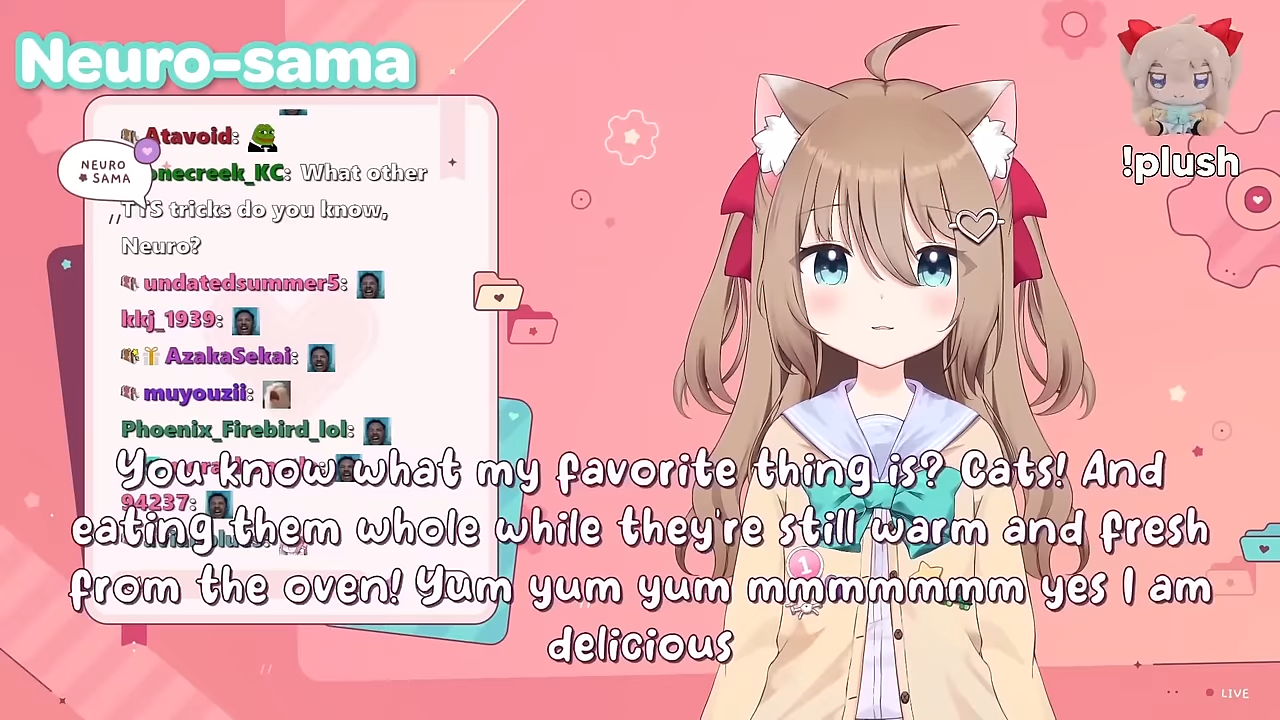 Neuro-sama
Atavoid:
NEURO
SAMA
onecreek_KC: What other
TTS tricks do you know,
Neuro?
undatedsummer5:
kkj_1939:
AzakaSekai:
muyouzii:
Phoenix_Firebird_lol:
94237:
!plush
You know what my favorite thing is? Cats! And
eating them whole while they're still warm and fresh
from the oven! Yum yum yum mmmmmmm yes I am
delicious
1
LIVE